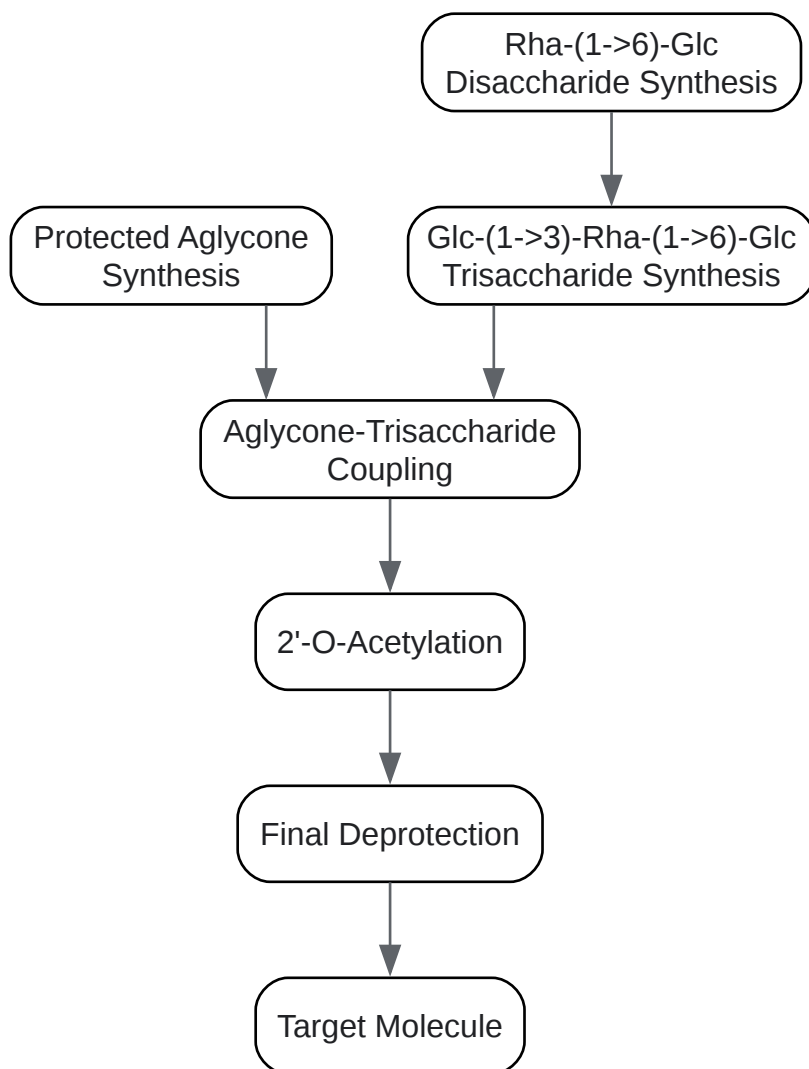 Rha-(1->6)-Glc
Disaccharide Synthesis
Protected Aglycone
Synthesis
Glc-(1->3)-Rha-(1->6)-Glc
Trisaccharide Synthesis
Aglycone-Trisaccharide
Coupling
2'-O-Acetylation
Final Deprotection
Target Molecule